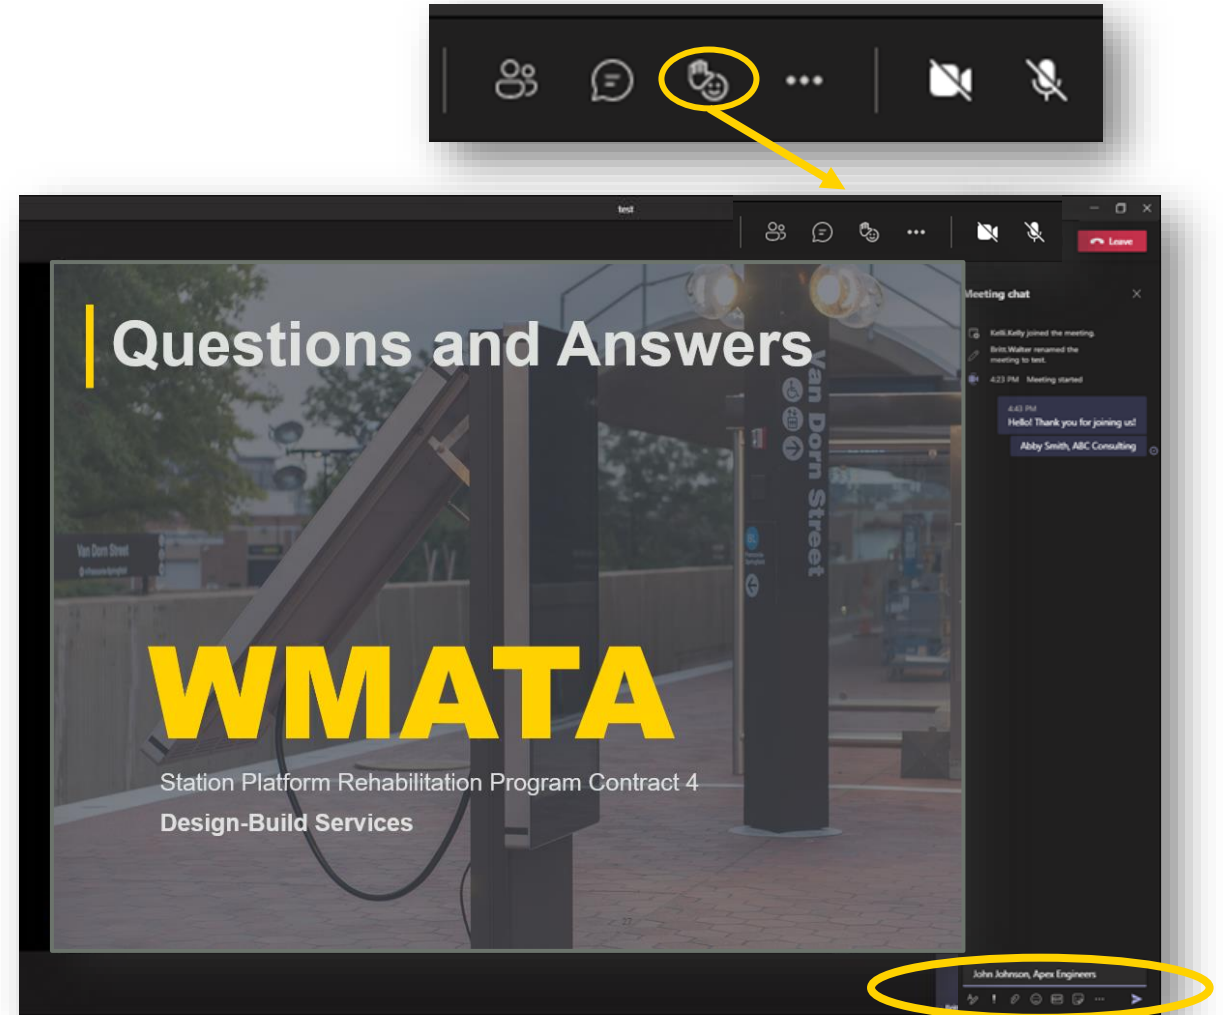 test
Leave
Meeting chat
Kelli.Kelly joined the meeting.
Britt.Walter renamed the
meeting to test.
4:23 PM Meeting started
4:43 PM
Hello! Thank you for joining us!
Abby Smith, ABC Consulting
Questions and Answers
Van Dorn Street
Van Dorn Street
BL
WMATA
Station Platform Rehabilitation Program Contract 4
Design-Build Services
27
John Johnson, Apex Engineers